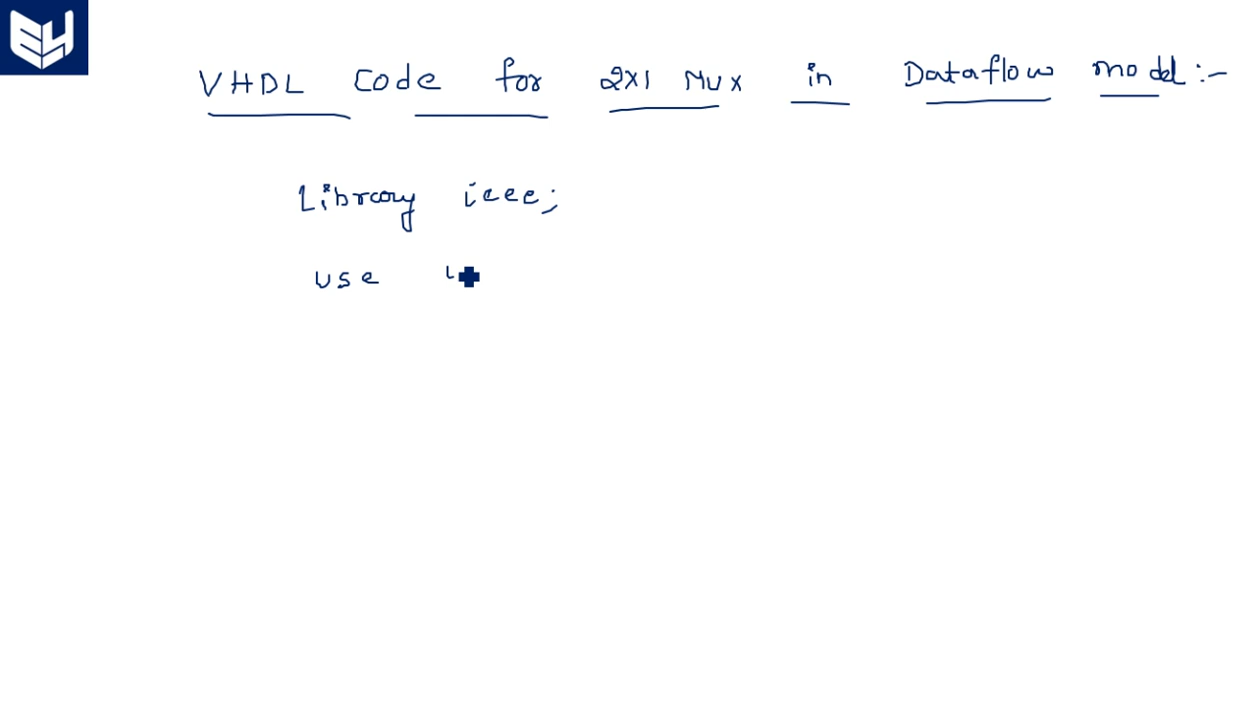 VHDL Code for 2x1 Mux in Dataflow model :-
Library ieee;
use